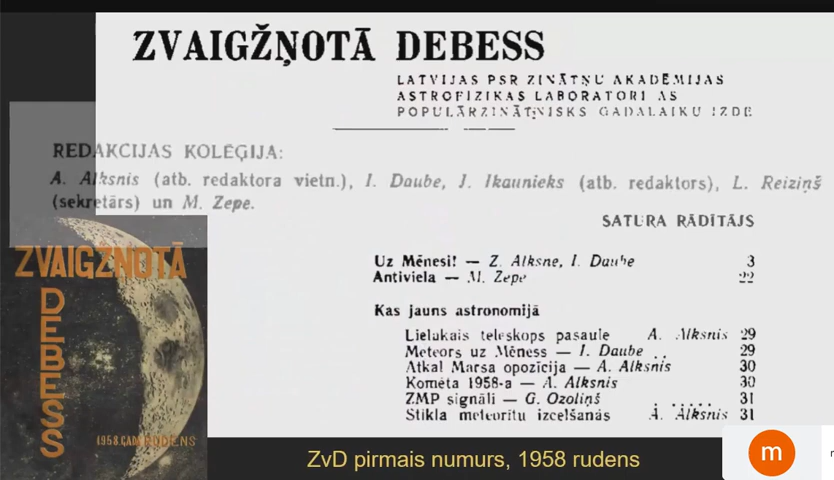 ZVAIGŽŅOTĀ DEBESS
LATVIJAS PSR ZINĀTŅU AKADĒMIJAS
ASTROFIZIKAS LABORATORIJAS
POPULĀRZINĀTNISKS GADALAIKU IZDE
REDAKCIJAS KOLĒĢIJA:
A. Alksnis (atb. redaktora vietn.), I. Daube, J. Ikaunieks (atb. redaktors), L. Reiziņš
(sekretārs) un M. Zepe.
SATURA RĀDĪTĀJS
Uz Mēnesi! — Z. Alksne, I. Daube 3
Antiviela — M. Zepe 22
Kas jauns astronomijā
Lielākais teleskops pasaulē A. Alksnis 29
Meteors uz Mēness — I. Daube . . 29
Atkal Marsa opozīcija — A. Alksnis 30
Komēta 1958-a — A. Alksnis 30
ZMP signāli — G. Ozoliņš . . . . . . 31
Stikla meteorītu izcelšanās A. Alksnis 31
ZVAIGŽŅOTĀ
DEBESS
1958. GADA RUDENS
ZvD pirmais numurs, 1958 rudens
m